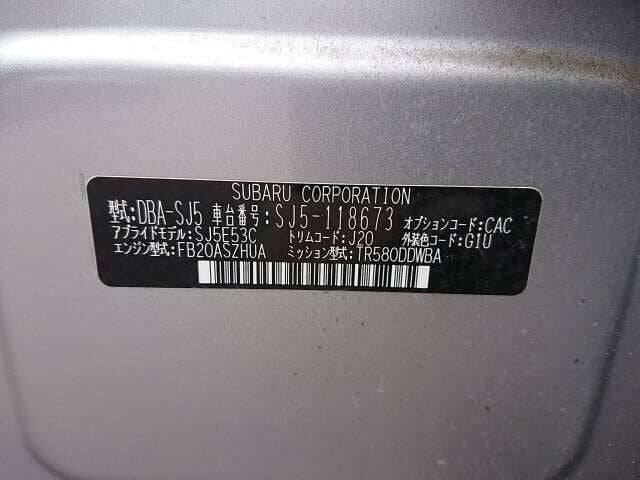 SUBARU CORPORATION
型式:DBA-SJ5 車台番号:SJ5-118673 オプションコード:CAC
アプライドモデル:SJ5E53C トリムコード:J20 外装色コード:G1U
エンジン型式:FB20ASZHUA ミッション型式:TR580DDWBA